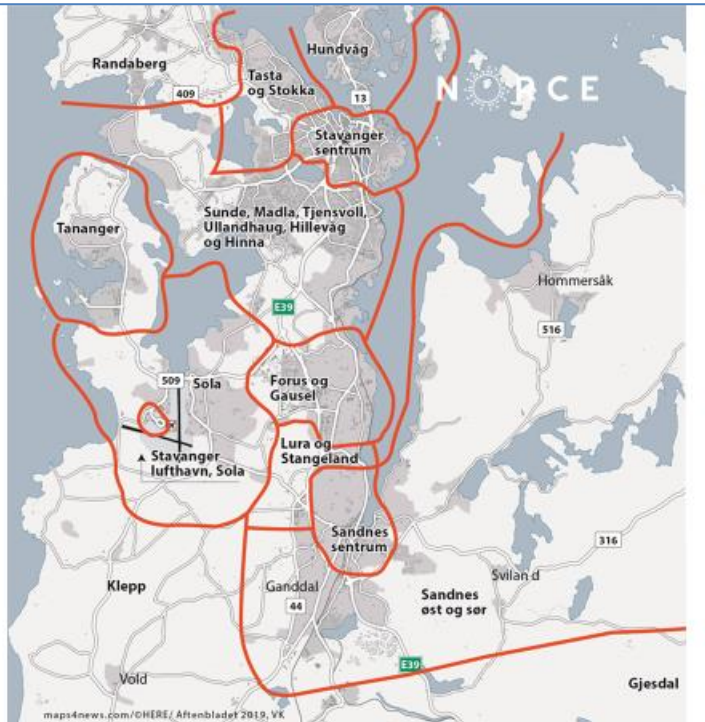 Hundvåg
Randaberg
Tasta
og Stokka
409
13
NORCE
Stavanger
sentrum
Tananger
Sunde, Madla, Tjensvoll,
Ullandhaug, Hillevåg
og Hinna
Hommersåk
E39
516
509
Sola
Forus og
Gausel
Lura og
Stangeland
Stavanger
lufthavn, Sola
Sandnes
sentrum
316
Klepp
Ganddal
Sviland
44
Sandnes
øst og sør
E39
Vold
Gjesdal
maps4news.com/©HERE/ Aftenbladet 2019, VK